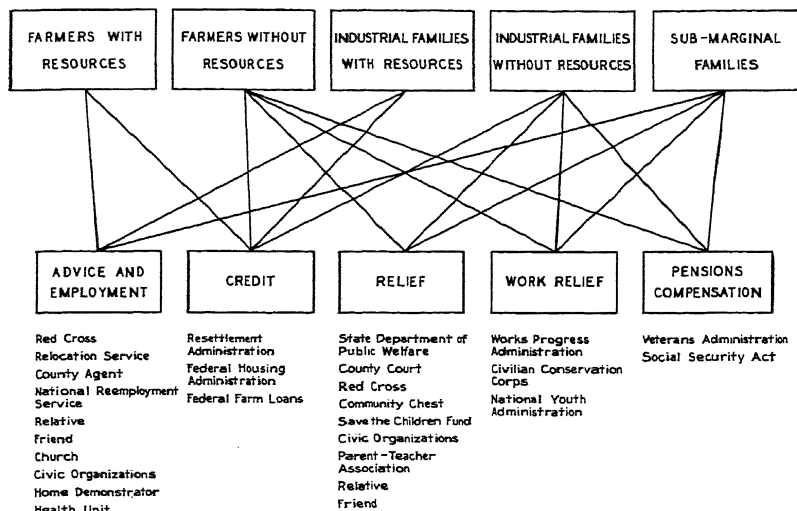 FARMERS WITH
RESOURCES
FARMERS WITHOUT
RESOURCES
INDUSTRIAL FAMILIES
WITH RESOURCES
INDUSTRIAL FAMILIES
WITHOUT RESOURCES
SUB-MARGINAL
FAMILIES
ADVICE AND
EMPLOYMENT
CREDIT
RELIEF
WORK RELIEF
PENSIONS
COMPENSATION
Red Cross
Relocation Service
County Agent
National Reemployment
Service
Relative
Friend
Church
Civic Organizations
Home Demonstrator
Health Unit
Resettlement
Administration
Federal Housing
Administration
Federal Farm Loans
State Department of
Public Welfare
County Court
Red Cross
Community Chest
Save the Children Fund
Civic Organizations
Parent-Teacher
Association
Relative
Friend
Works Progress
Administration
Civilian Conservation
Corps
National Youth
Administration
Veterans Administration
Social Security Act